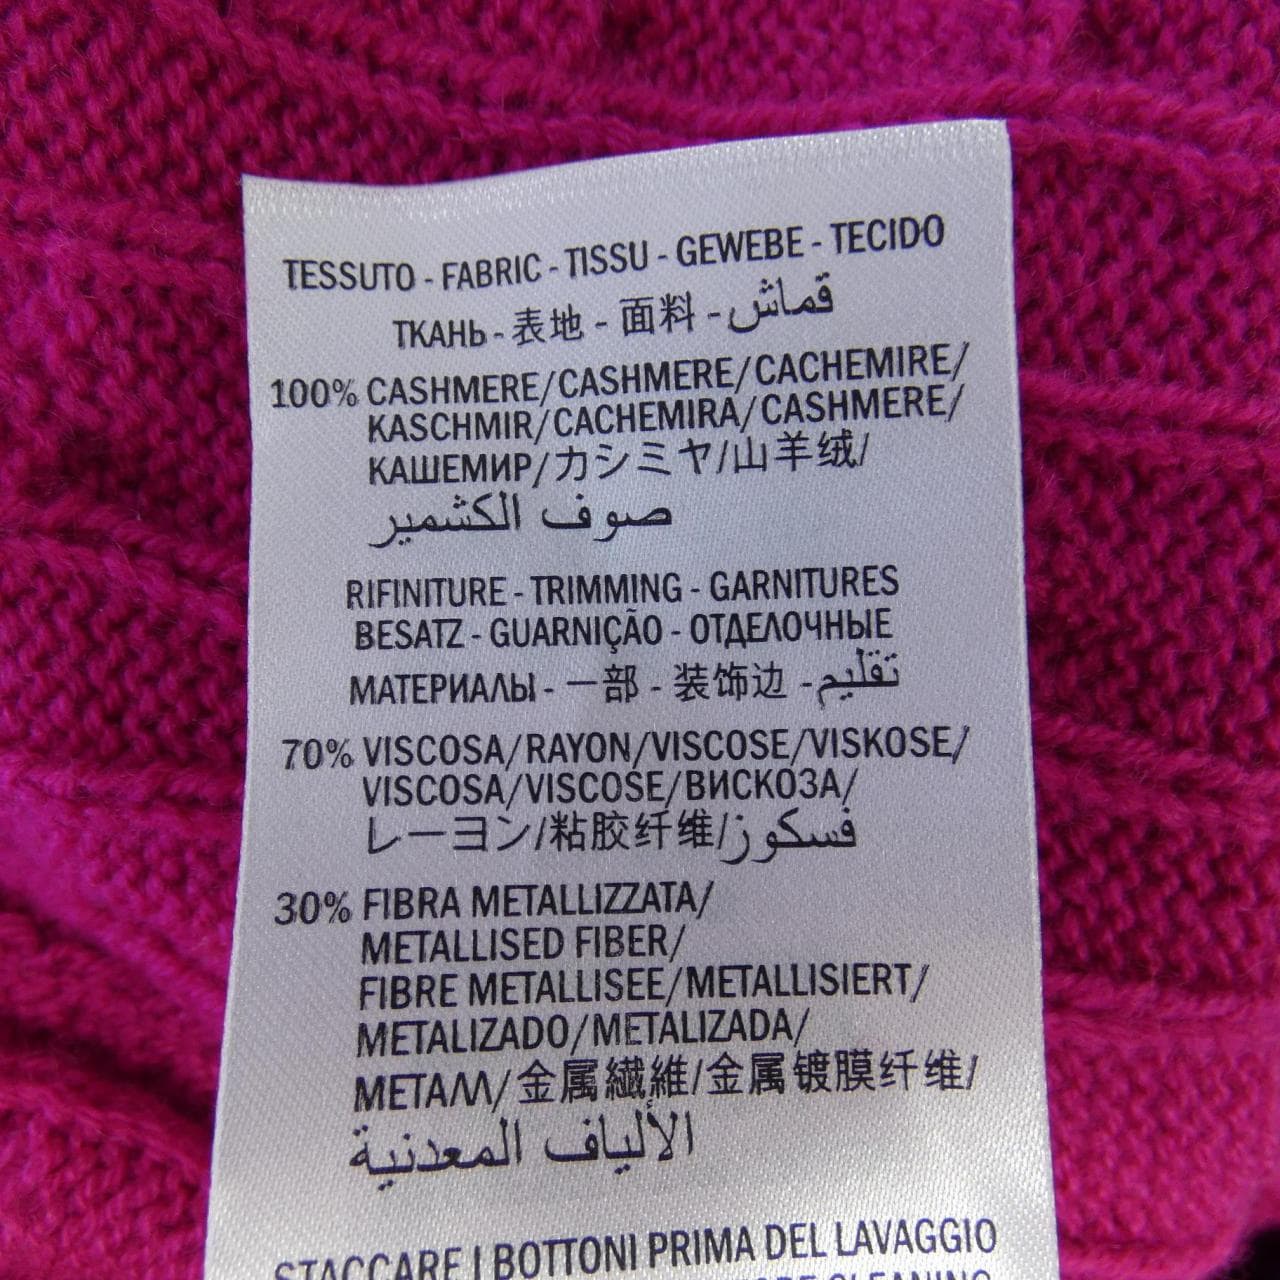 TESSUTO - FABRIC - TISSU - GEWEBE - TECIDO
ТКАНЬ - 表地 - 面料 - قماش
100% CASHMERE/CASHMERE/CACHEMIRE/
KASCHMIR/CACHEMIRA/CASHMERE/
КАШЕМИР/カシミヤ/山羊绒/
صوف الكشمير
RIFINITURE - TRIMMING - GARNITURES
BESATZ - GUARNIÇÃO - ОТДЕЛОЧНЫЕ
МАТЕРИАЛЫ - 一部 - 装饰边 - تقليم
70% VISCOSA/RAYON/VISCOSE/VISKOSE/
VISCOSA/VISCOSE/ВИСКОЗА/
レーヨン/粘胶纤维/فسكوز
30% FIBRA METALLIZZATA/
METALLISED FIBER/
FIBRE METALLISEE/METALLISIERT/
METALIZADO/METALIZADA/
МЕТАЛЛ/金属繊維/金属镀膜纤维/
الألياف المعدنية
STACCARE I BOTTONI PRIMA DEL LAVAGGIO
CLEANING